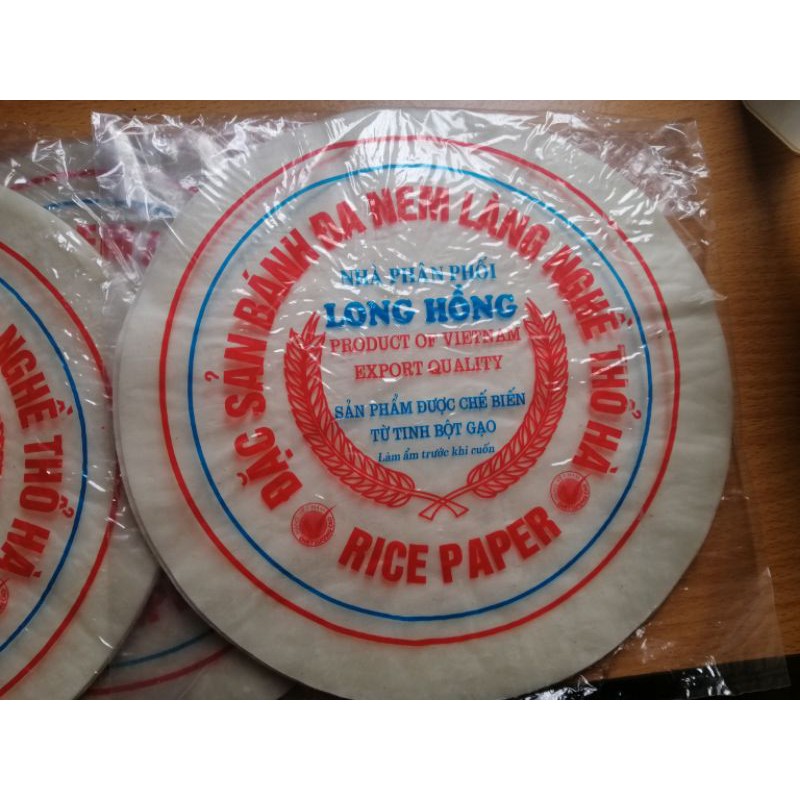 ĐẶC SẢN BÁNH ĐA NEM LÀNG NGHỀ THỔ HÀ
NHÀ PHÂN PHỐI
LONG HỒNG
PRODUCT OF VIETNAM
EXPORT QUALITY
SẢN PHẨM ĐƯỢC CHẾ BIẾN
TỪ TINH BỘT GẠO
Làm ẩm trước khi cuốn
RICE PAPER
NGHỀ THỔ HÀ